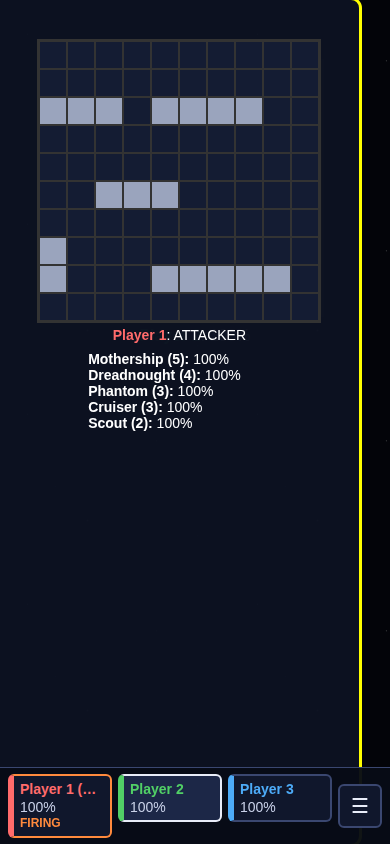 Player 1: ATTACKER
Mothership (5): 100%
Dreadnought (4): 100%
Phantom (3): 100%
Cruiser (3): 100%
Scout (2): 100%
Player 1 (…
100%
FIRING
Player 2
100%
Player 3
100%
☰